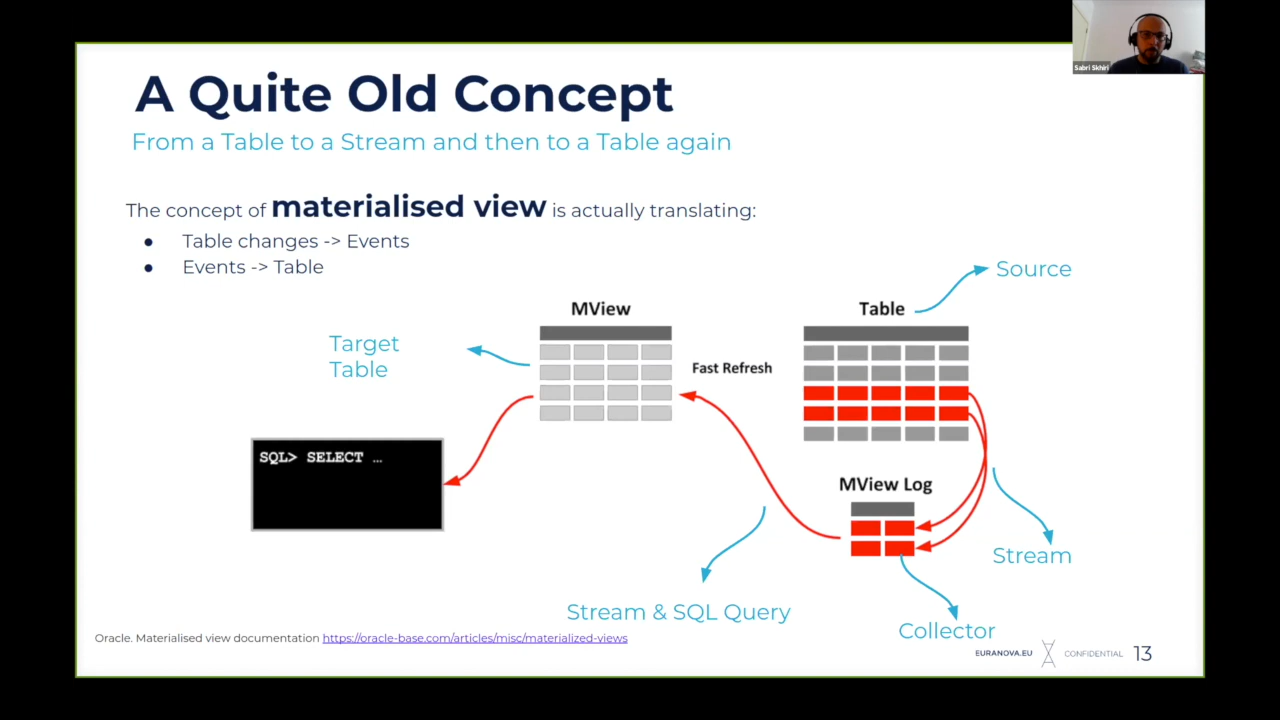 Sabri Skhiri
A Quite Old Concept
From a Table to a Stream and then to a Table again
The concept of materialised view is actually translating:
● Table changes -> Events
● Events -> Table
Source
MView
Table
Target
Table
Fast Refresh
SQL> SELECT …
MView Log
Stream
Stream & SQL Query
Collector
Oracle. Materialised view documentation https://oracle-base.com/articles/misc/materialized-views
EURANOVA.EU CONFIDENTIAL 13